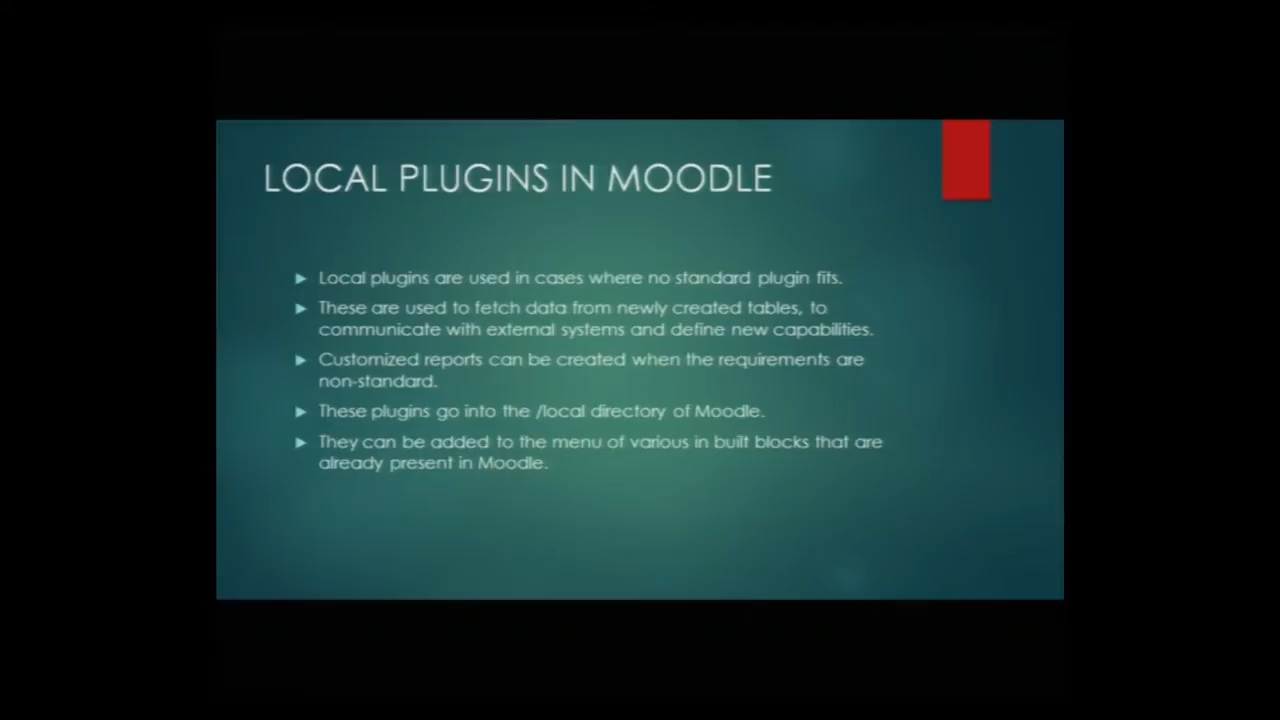 LOCAL PLUGINS IN MOODLE
Local plugins are used in cases where no standard plugin fits.
These are used to fetch data from newly created tables, to
communicate with external systems and define new capabilities.
Customized reports can be created when the requirements are
non-standard.
These plugins go into the /local directory of Moodle.
They can be added to the menu of various in built blocks that are
already present in Moodle.